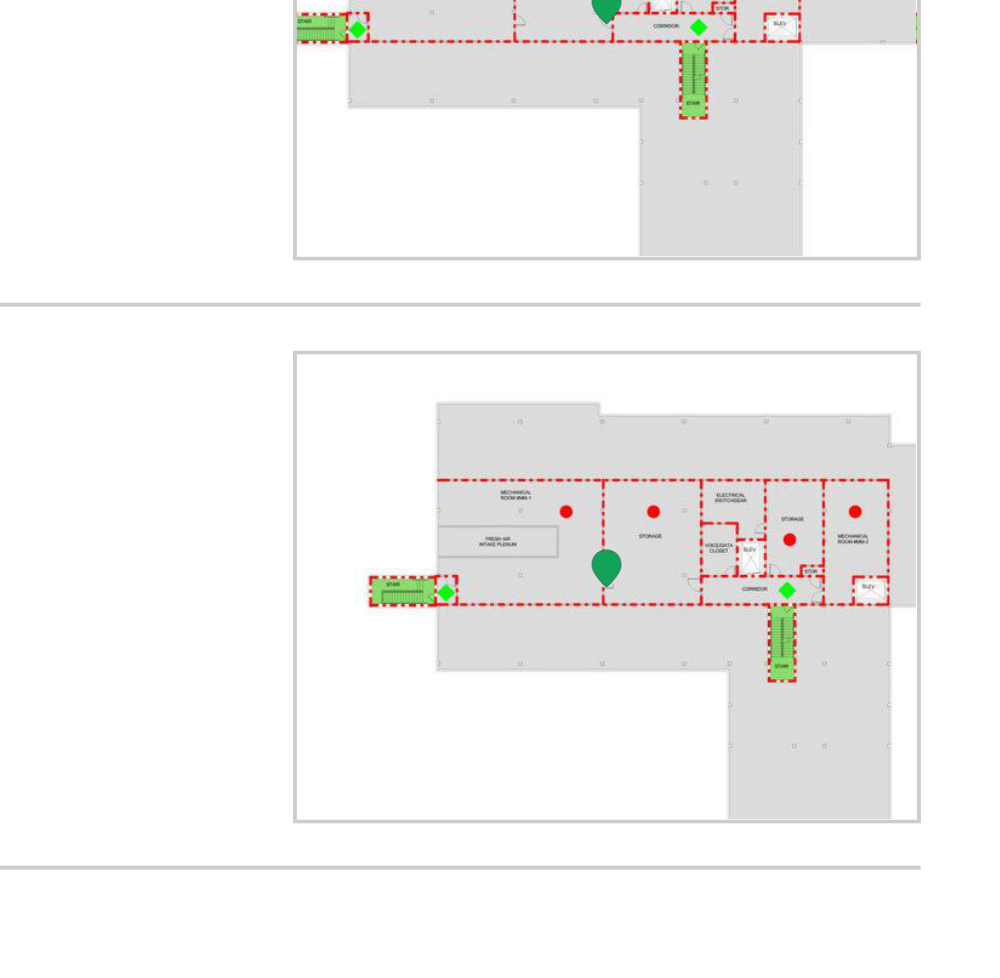 STAIR
STOR
CORRIDOR
ELEV
STAIR
MECHANICAL
ROOM #MM-1
ELECTRICAL
SWITCHGEAR
STORAGE
FRESH AIR
INTAKE PLENUM
STORAGE
MECHANICAL
ROOM #MM-2
VOICE/DATA
CLOSET
ELEV
STOR
STAIR
CORRIDOR
ELEV
STAIR